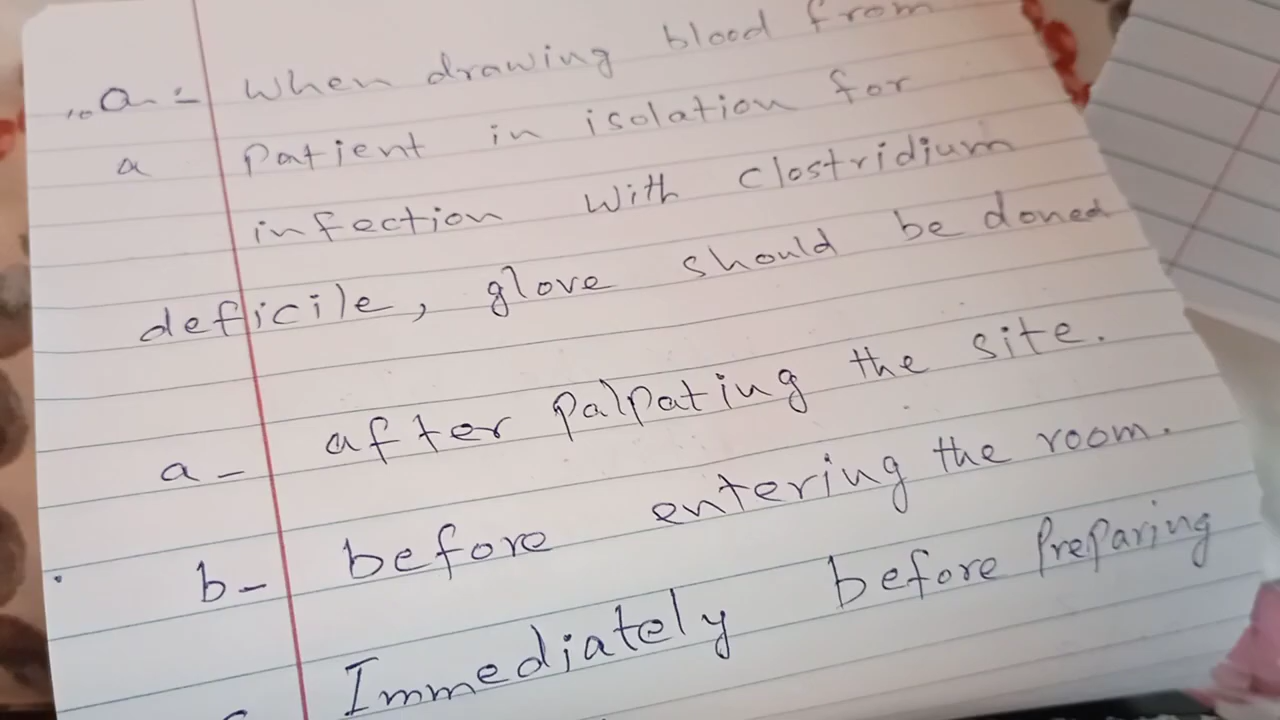 Q:- When drawing blood from
a patient in isolation for
infection with clostridium
deficile, glove should be doned
a- after palpating the site.
b- before entering the room.
Immediately before preparing